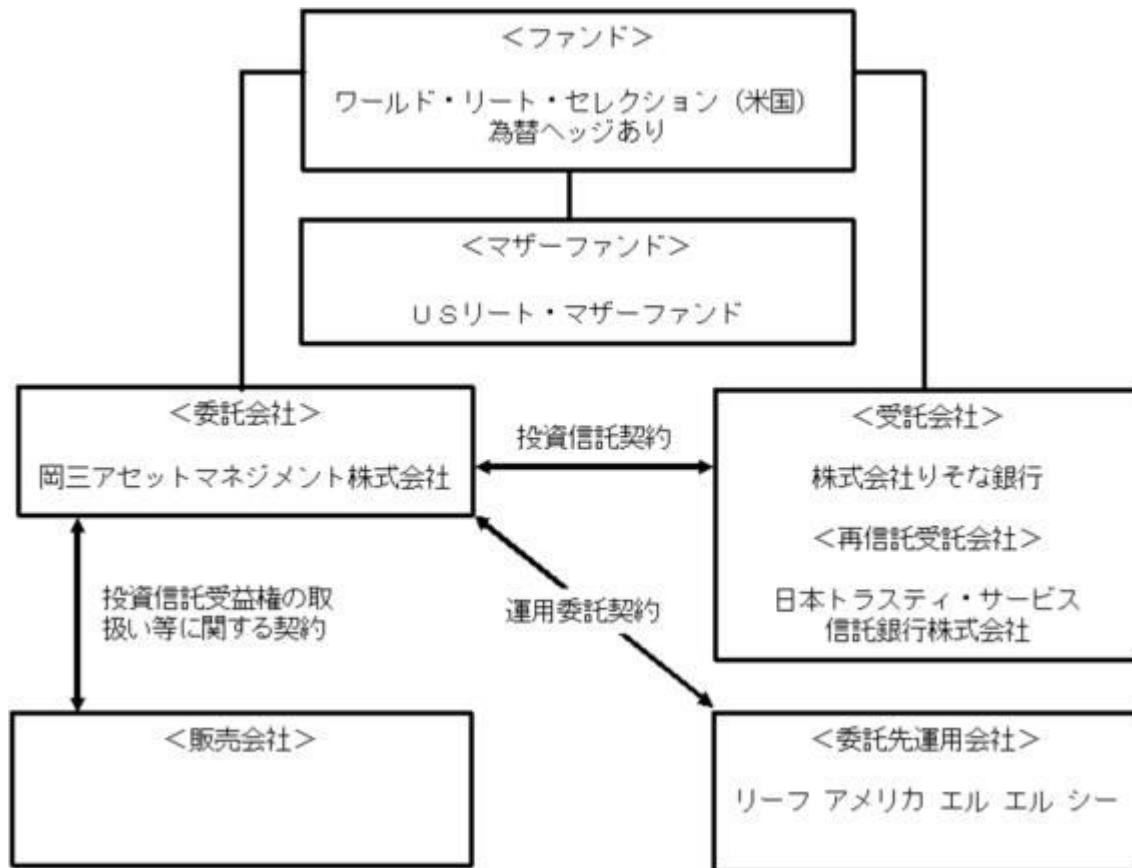 ＜ファンド＞
ワールド・リート・セレクション（米国）
為替ヘッジあり
＜マザーファンド＞
ＵＳリート・マザーファンド
＜委託会社＞
岡三アセットマネジメント株式会社
投資信託契約
＜受託会社＞
株式会社りそな銀行
＜再信託受託会社＞
日本トラスティ・サービス
信託銀行株式会社
投資信託受益権の取
扱い等に関する契約
運用委託契約
＜販売会社＞
＜委託先運用会社＞
リーフ アメリカ エル エル シー